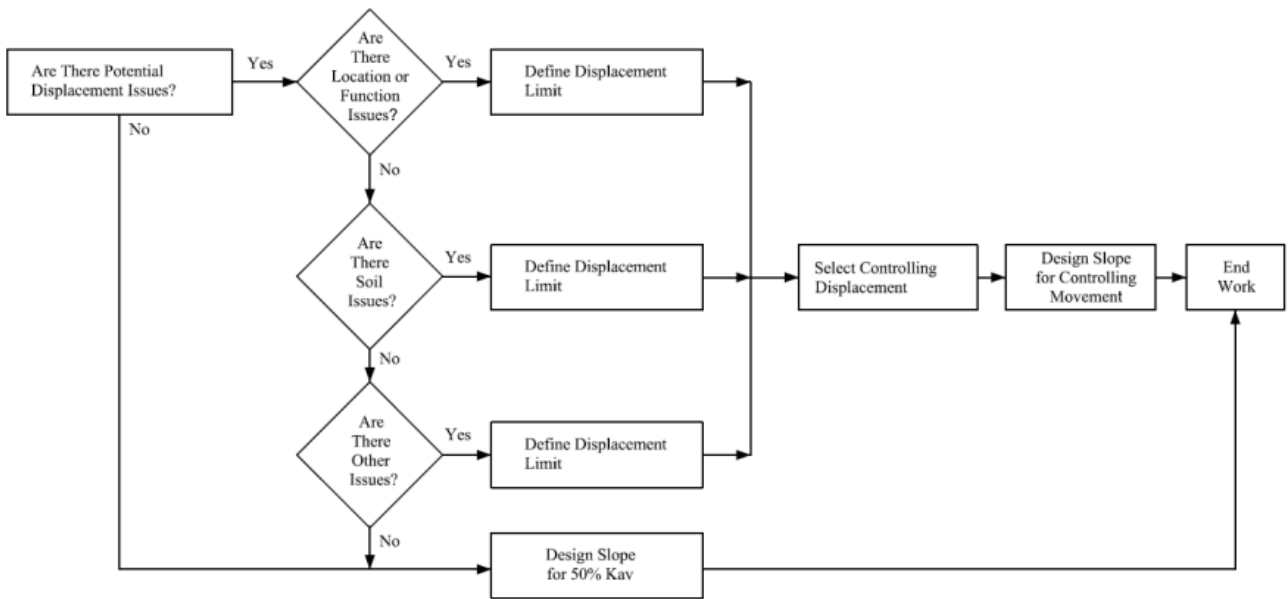 Are There Potential
Displacement Issues?
Yes
No
Are
There
Location or
Function
Issues?
Yes
No
Define Displacement
Limit
Are
There
Soil
Issues?
Yes
No
Define Displacement
Limit
Select Controlling
Displacement
Design Slope
for Controlling
Movement
End
Work
Are
There
Other
Issues?
Yes
No
Define Displacement
Limit
Design Slope
for 50% Kav